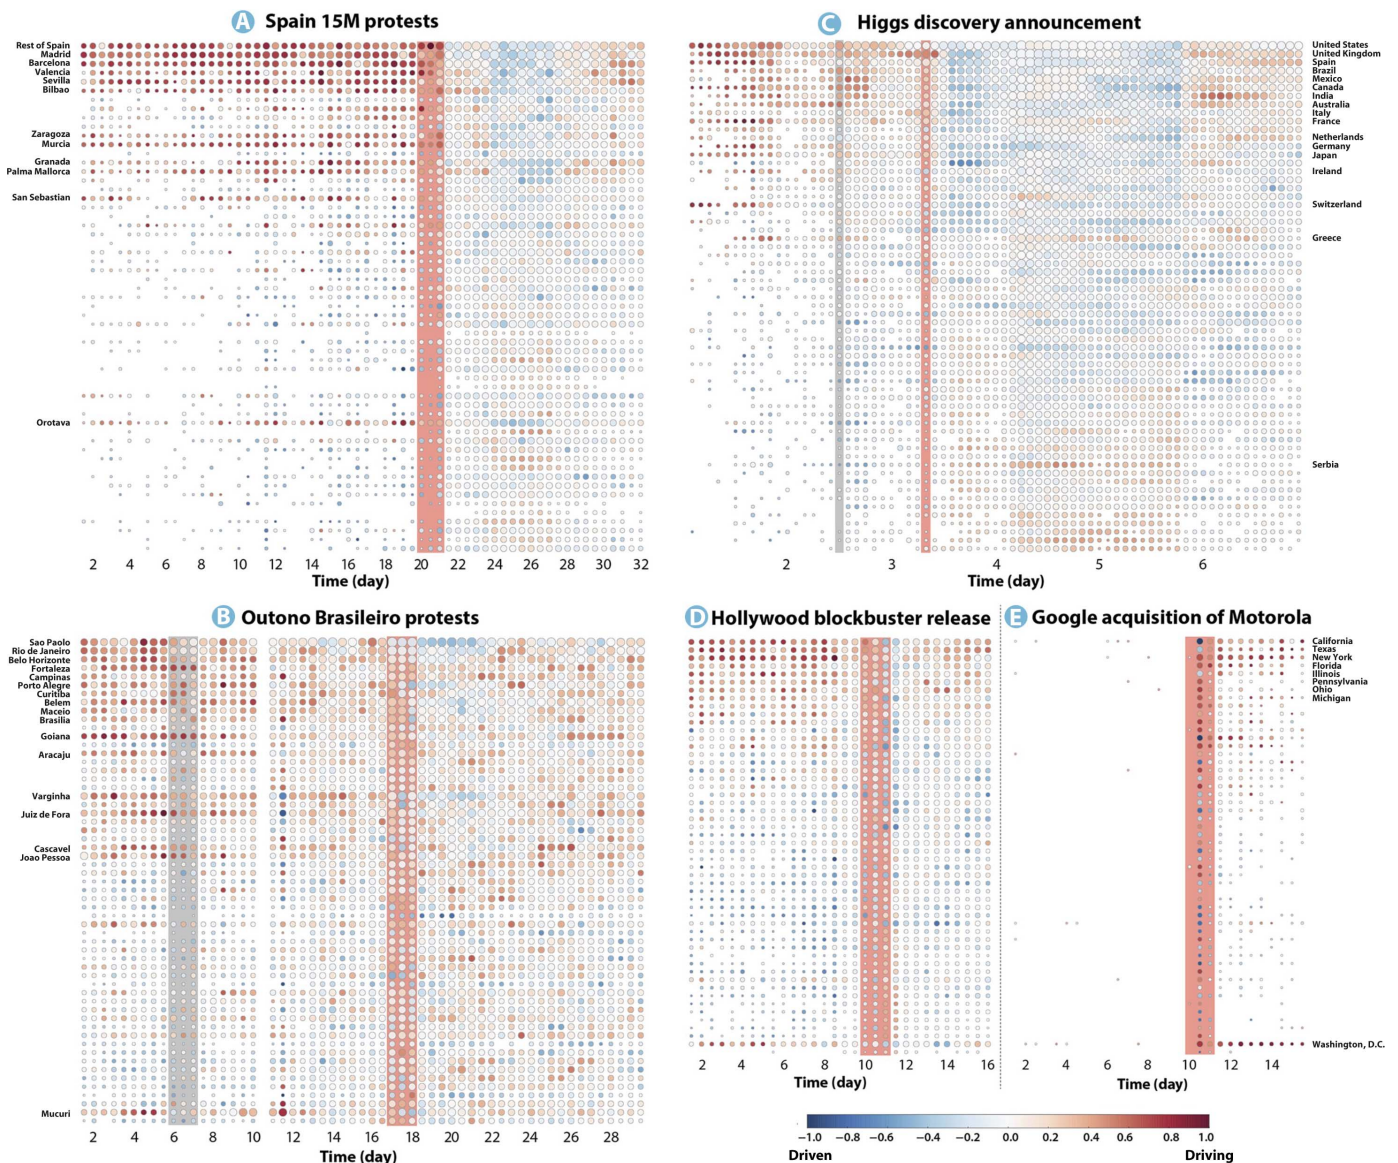 A Spain 15M protests
Rest of Spain
Madrid
Barcelona
Valencia
Sevilla
Bilbao
Zaragoza
Murcia
Granada
Palma Mallorca
San Sebastian
Orotava
2 4 6 8 10 12 14 16 18 20 22 24 26 28 30 32
Time (day)
C Higgs discovery announcement
United States
United Kingdom
Spain
Brazil
Mexico
Canada
India
Australia
Italy
France
Netherlands
Germany
Japan
Ireland
Switzerland
Greece
Serbia
2 3 4 5 6
Time (day)
B Outono Brasileiro protests
Sao Paolo
Rio de Janeiro
Belo Horizonte
Fortaleza
Campinas
Porto Alegre
Curitiba
Belem
Maceio
Brasilia
Goiana
Aracaju
Varginha
Juiz de Fora
Cascavel
Joao Pessoa
Mucuri
2 4 6 8 10 12 14 16 18 20 22 24 26 28
Time (day)
D Hollywood blockbuster release
2 4 6 8 10 12 14 16
Time (day)
E Google acquisition of Motorola
California
Texas
New York
Florida
Illinois
Pennsylvania
Ohio
Michigan
Washington, D.C.
2 4 6 8 10 12 14
Time (day)
−1.0 −0.8 −0.6 −0.4 −0.2 0.0 0.2 0.4 0.6 0.8 1.0
Driven Driving